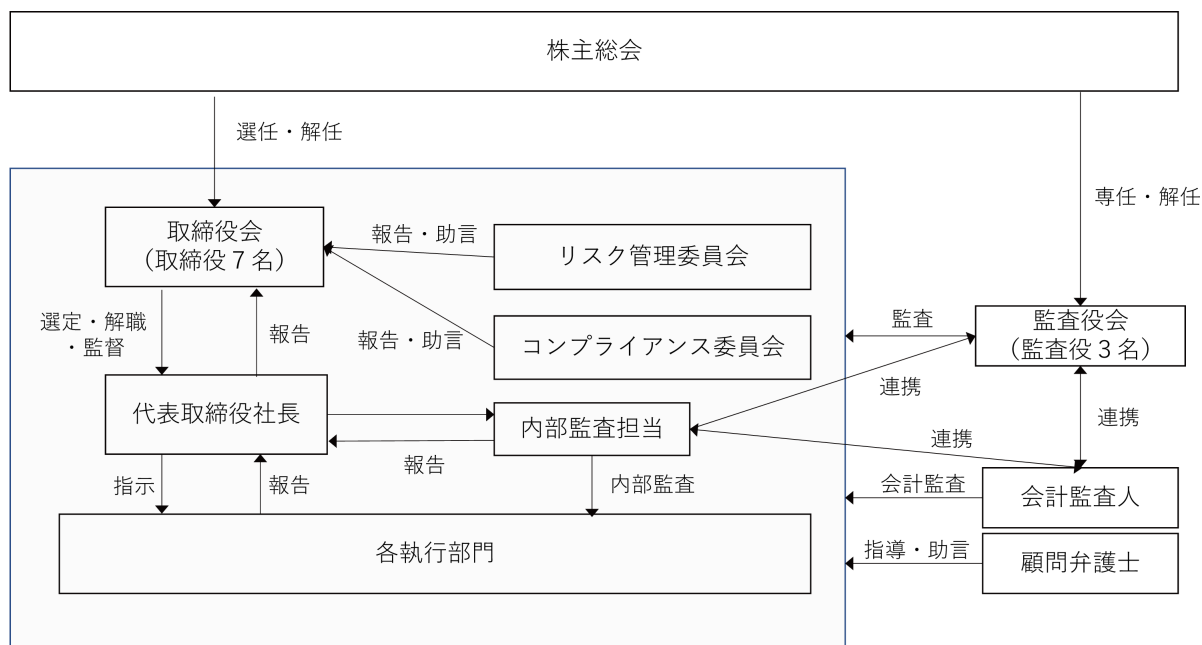 株主総会
選任・解任
専任・解任
取締役会
（取締役７名）
報告・助言
リスク管理委員会
選定・解職
・監督
報告
報告・助言
コンプライアンス委員会
監査
監査役会
（監査役３名）
連携
代表取締役社長
内部監査担当
報告
連携
連携
指示
報告
内部監査
会計監査
会計監査人
各執行部門
指導・助言
顧問弁護士